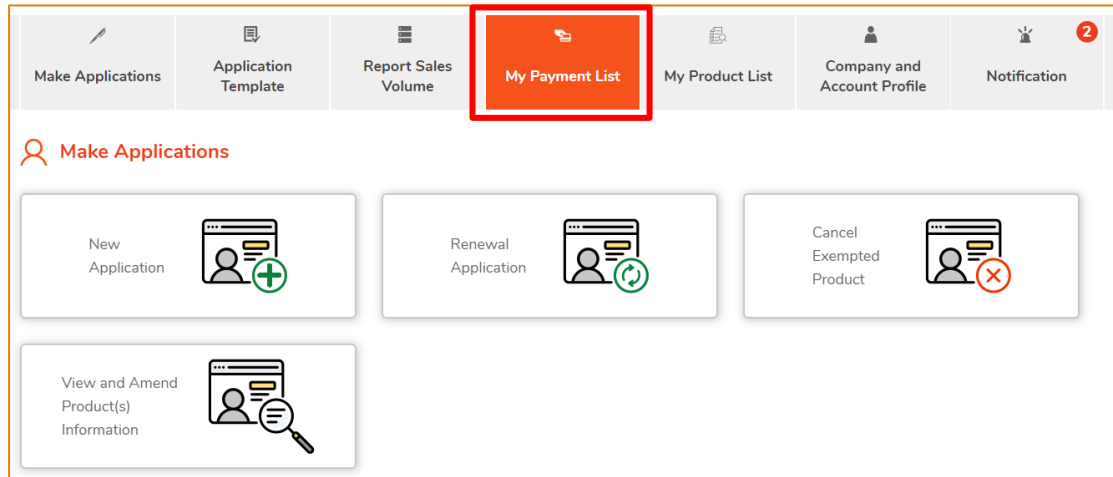 2
Make Applications
Application
Template
Report Sales
Volume
My Payment List
My Product List
Company and
Account Profile
Notification
Make Applications
New
Application
Renewal
Application
Cancel
Exempted
Product
View and Amend
Product(s)
Information